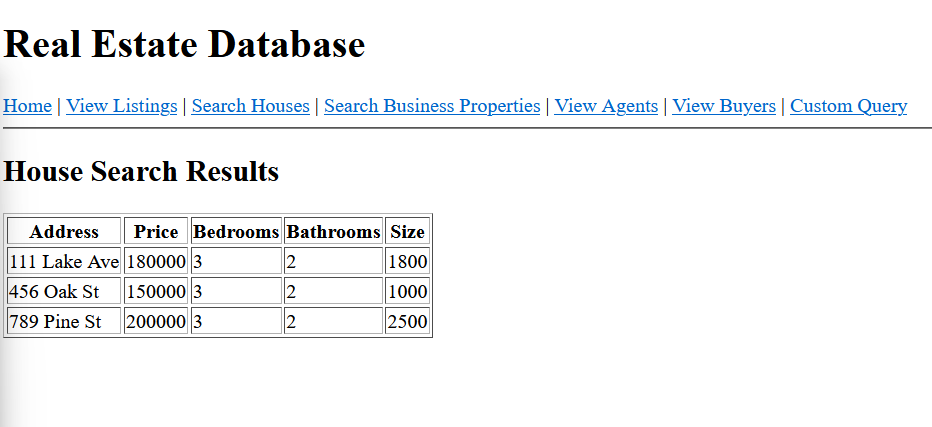 Real Estate Database
Home | View Listings | Search Houses | Search Business Properties | View Agents | View Buyers | Custom Query
House Search Results
Address Price Bedrooms Bathrooms Size
111 Lake Ave 180000 3 2 1800
456 Oak St 150000 3 2 1000
789 Pine St 200000 3 2 2500